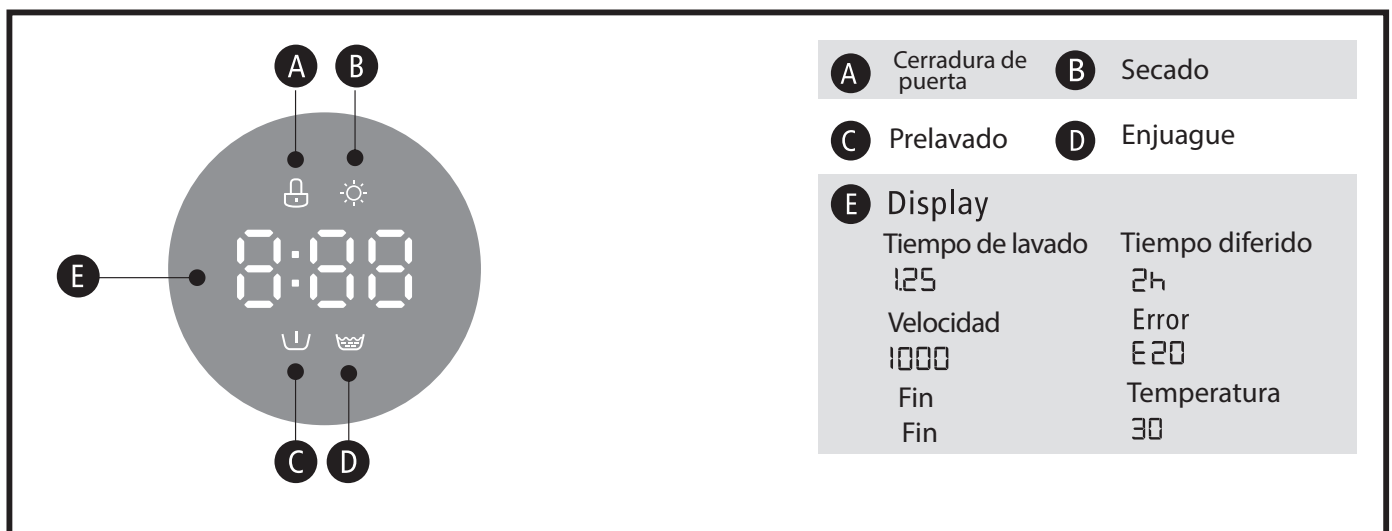 A B
8:88
E
C D
A Cerradura de puerta B Secado
C Prelavado D Enjuague
E Display
Tiempo de lavado Tiempo diferido
1.25 2h
Velocidad Error
1000 E20
Fin Temperatura
Fin 30